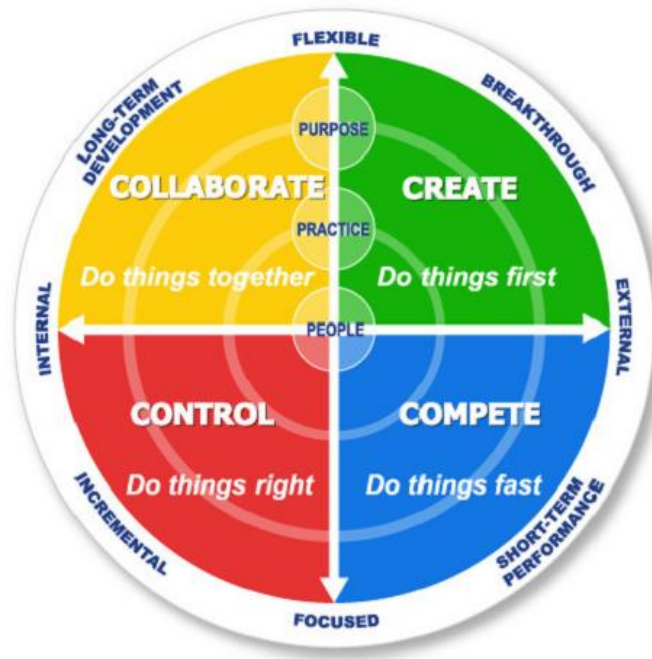 FLEXIBLE
LONG-TERM
DEVELOPMENT
BREAKTHROUGH
PURPOSE
COLLABORATE
CREATE
PRACTICE
Do things together
Do things first
INTERNAL
PEOPLE
EXTERNAL
CONTROL
COMPETE
Do things right
Do things fast
INCREMENTAL
SHORT-TERM
PERFORMANCE
FOCUSED